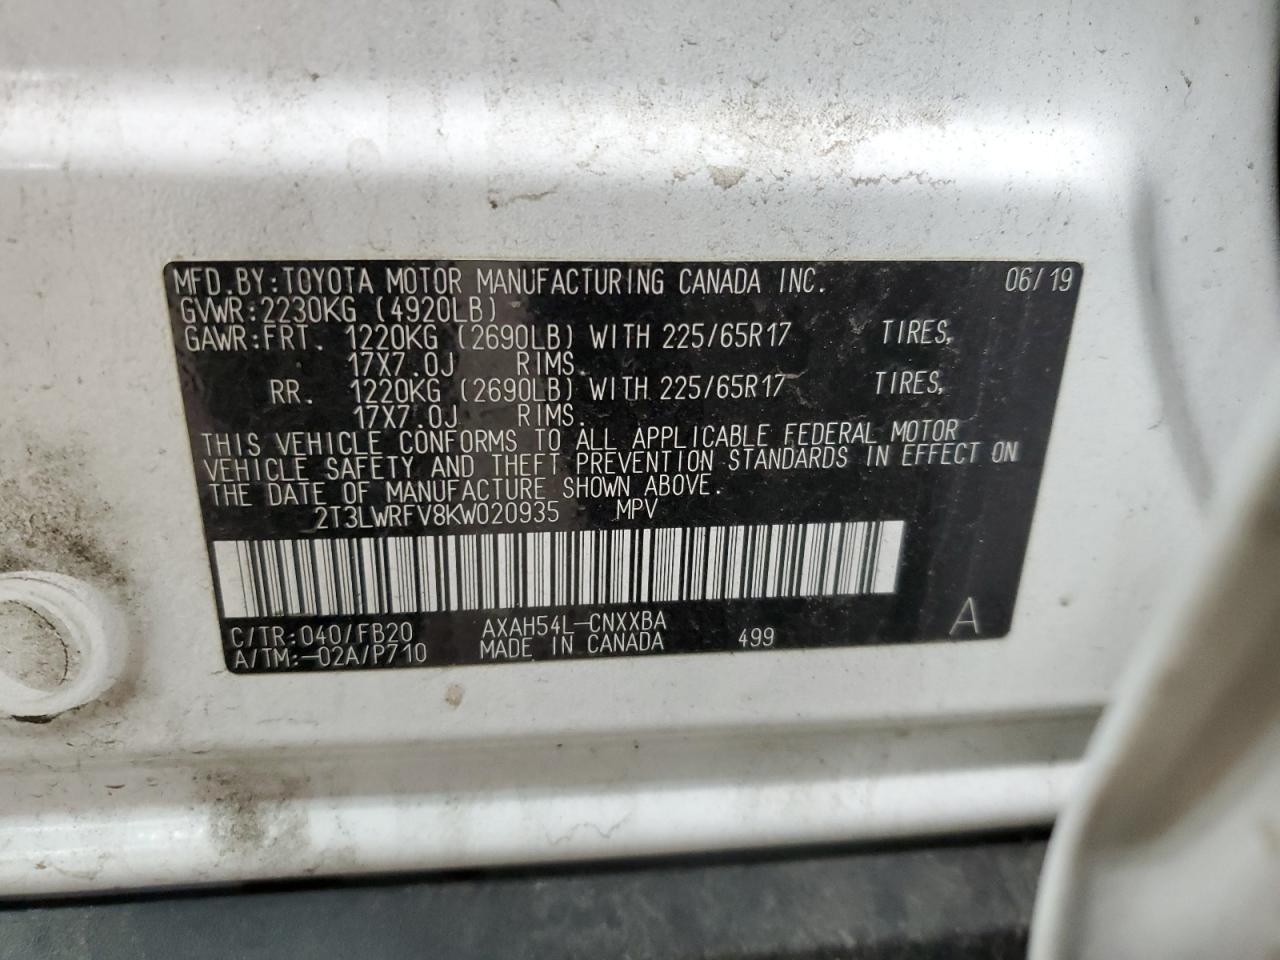 MFD.BY:TOYOTA MOTOR MANUFACTURING CANADA INC. 06/19
GVWR:2230KG (4920LB)
GAWR:FRT. 1220KG (2690LB) WITH 225/65R17 TIRES,
17X7.0J RIMS.
RR. 1220KG (2690LB) WITH 225/65R17 TIRES,
17X7.0J RIMS.
THIS VEHICLE CONFORMS TO ALL APPLICABLE FEDERAL MOTOR
VEHICLE SAFETY AND THEFT PREVENTION STANDARDS IN EFFECT ON
THE DATE OF MANUFACTURE SHOWN ABOVE.
2T3LWRFV8KW020935 MPV
C/TR:040/FB20 AXAH54L-CNXXBA
A/TM:-02A/P710 MADE IN CANADA 499 A